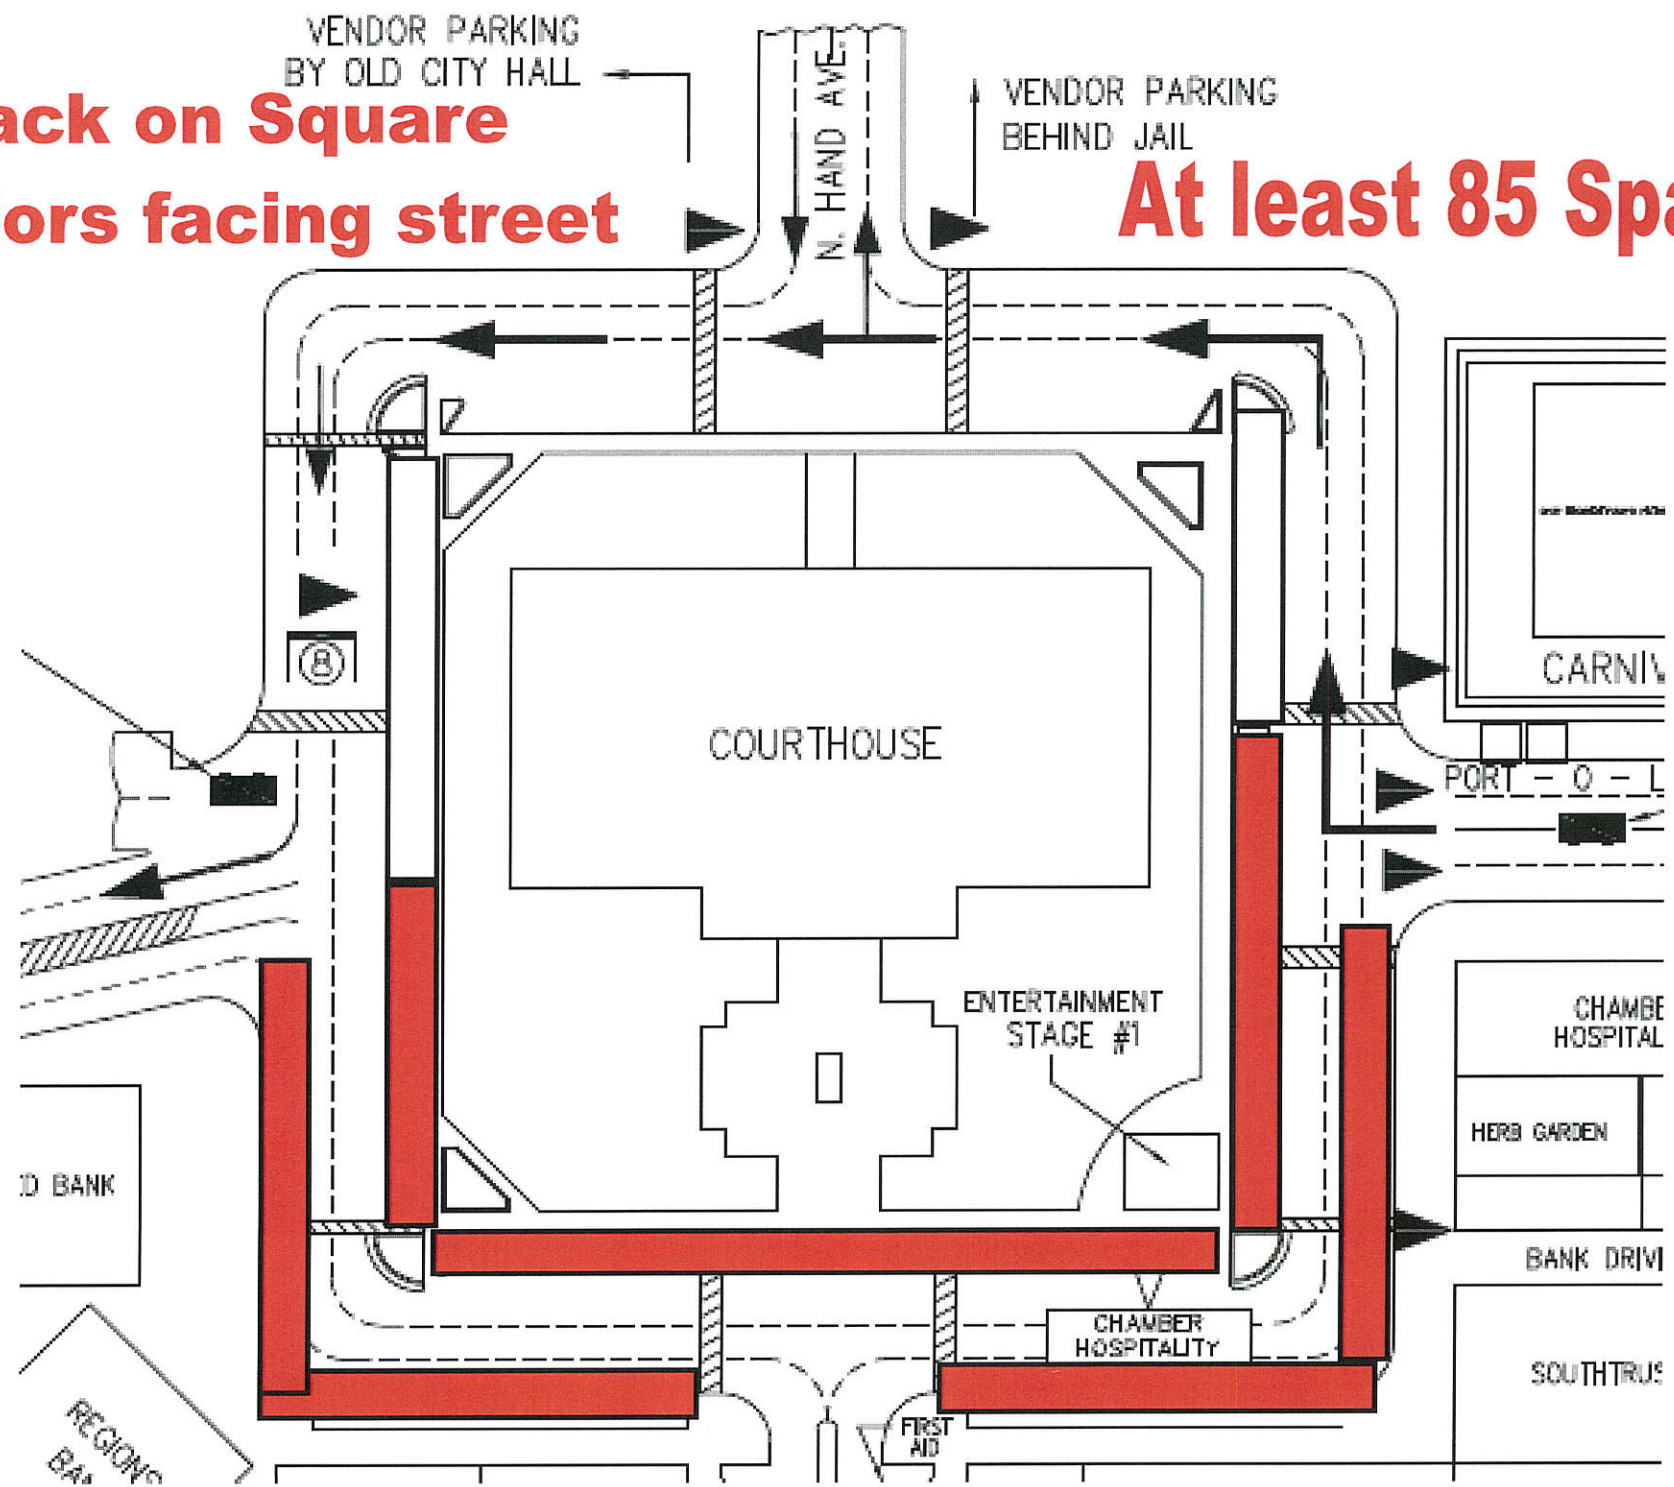 VENDOR PARKING
BY OLD CITY HALL
ack on Square
ors facing street
N. HAND AVE.
VENDOR PARKING
BEHIND JAIL
At least 85 Spa
8
COURTHOUSE
CARNIV
PORT - O - L
ENTERTAINMENT
STAGE #1
CHAMBE
HOSPITAL
HERB GARDEN
D BANK
BANK DRIVI
CHAMBER
HOSPITALITY
SOUTHTRUS
REGIONS
BA
FIRST
AID